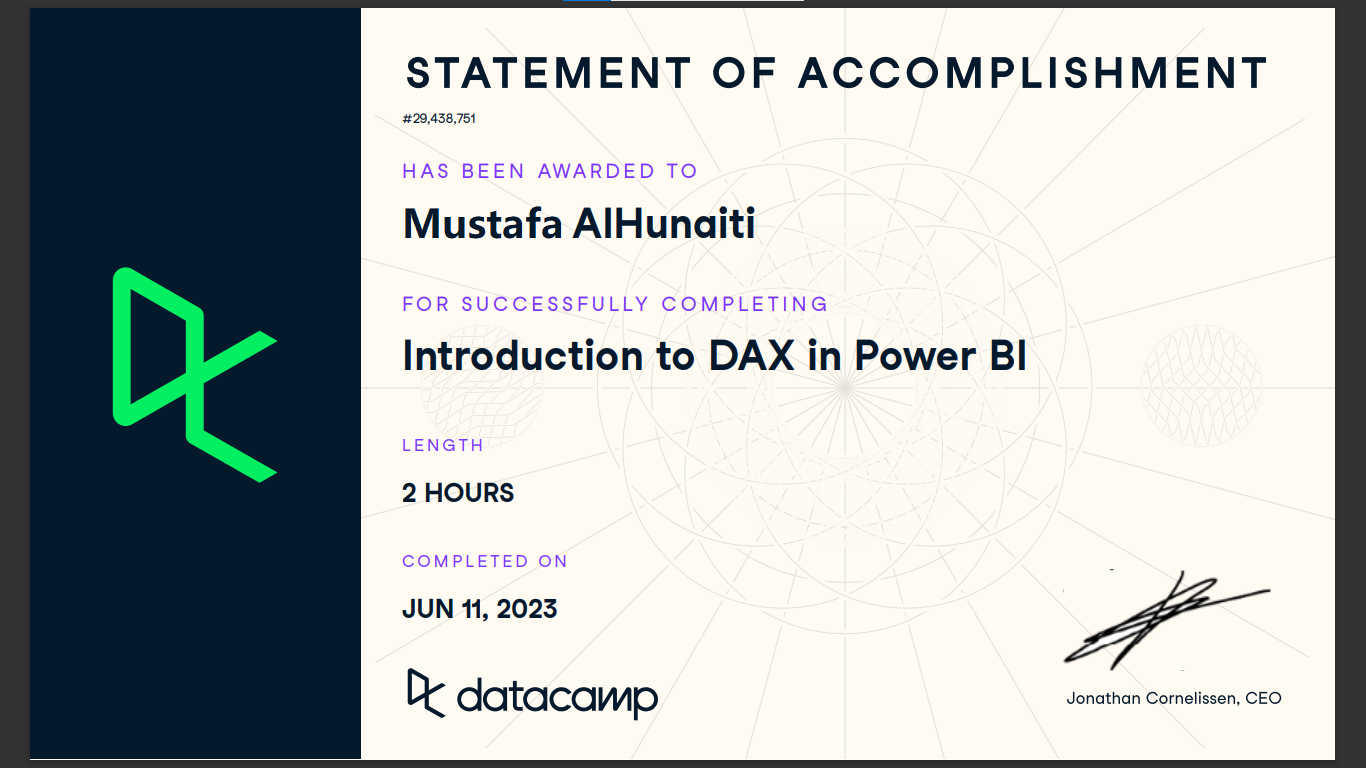 STATEMENT OF ACCOMPLISHMENT
#29,438,751
HAS BEEN AWARDED TO
Mustafa AlHunaiti
FOR SUCCESSFULLY COMPLETING
Introduction to DAX in Power BI
LENGTH
2 HOURS
COMPLETED ON
JUN 11, 2023
datacamp
Jonathan Cornelissen, CEO